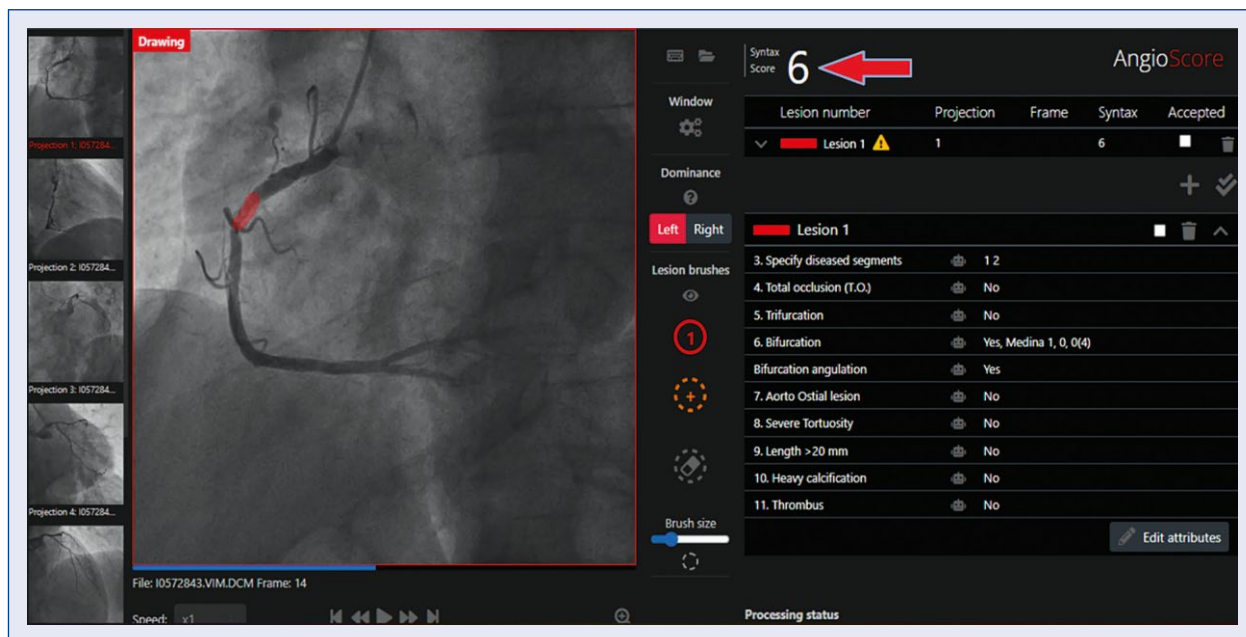 Drawing
Projection 1: I057284...
Projection 2: I057284...
Projection 3: I057284...
Projection 4: I057284...
File: I0572843.VIM.DCM Frame: 14
Speed: x1
Window
Dominance
Left Right
Lesion brushes
1
Brush size
Syntax
Score 6
AngioScore
Lesion number Projection Frame Syntax Accepted
Lesion 1 1 6
Lesion 1
3. Specify diseased segments 1 2
4. Total occlusion (T.O.) No
5. Trifurcation No
6. Bifurcation Yes, Medina 1, 0, 0(4)
Bifurcation angulation Yes
7. Aorto Ostial lesion No
8. Severe Tortuosity No
9. Length >20 mm No
10. Heavy calcification No
11. Thrombus No
Edit attributes
Processing status